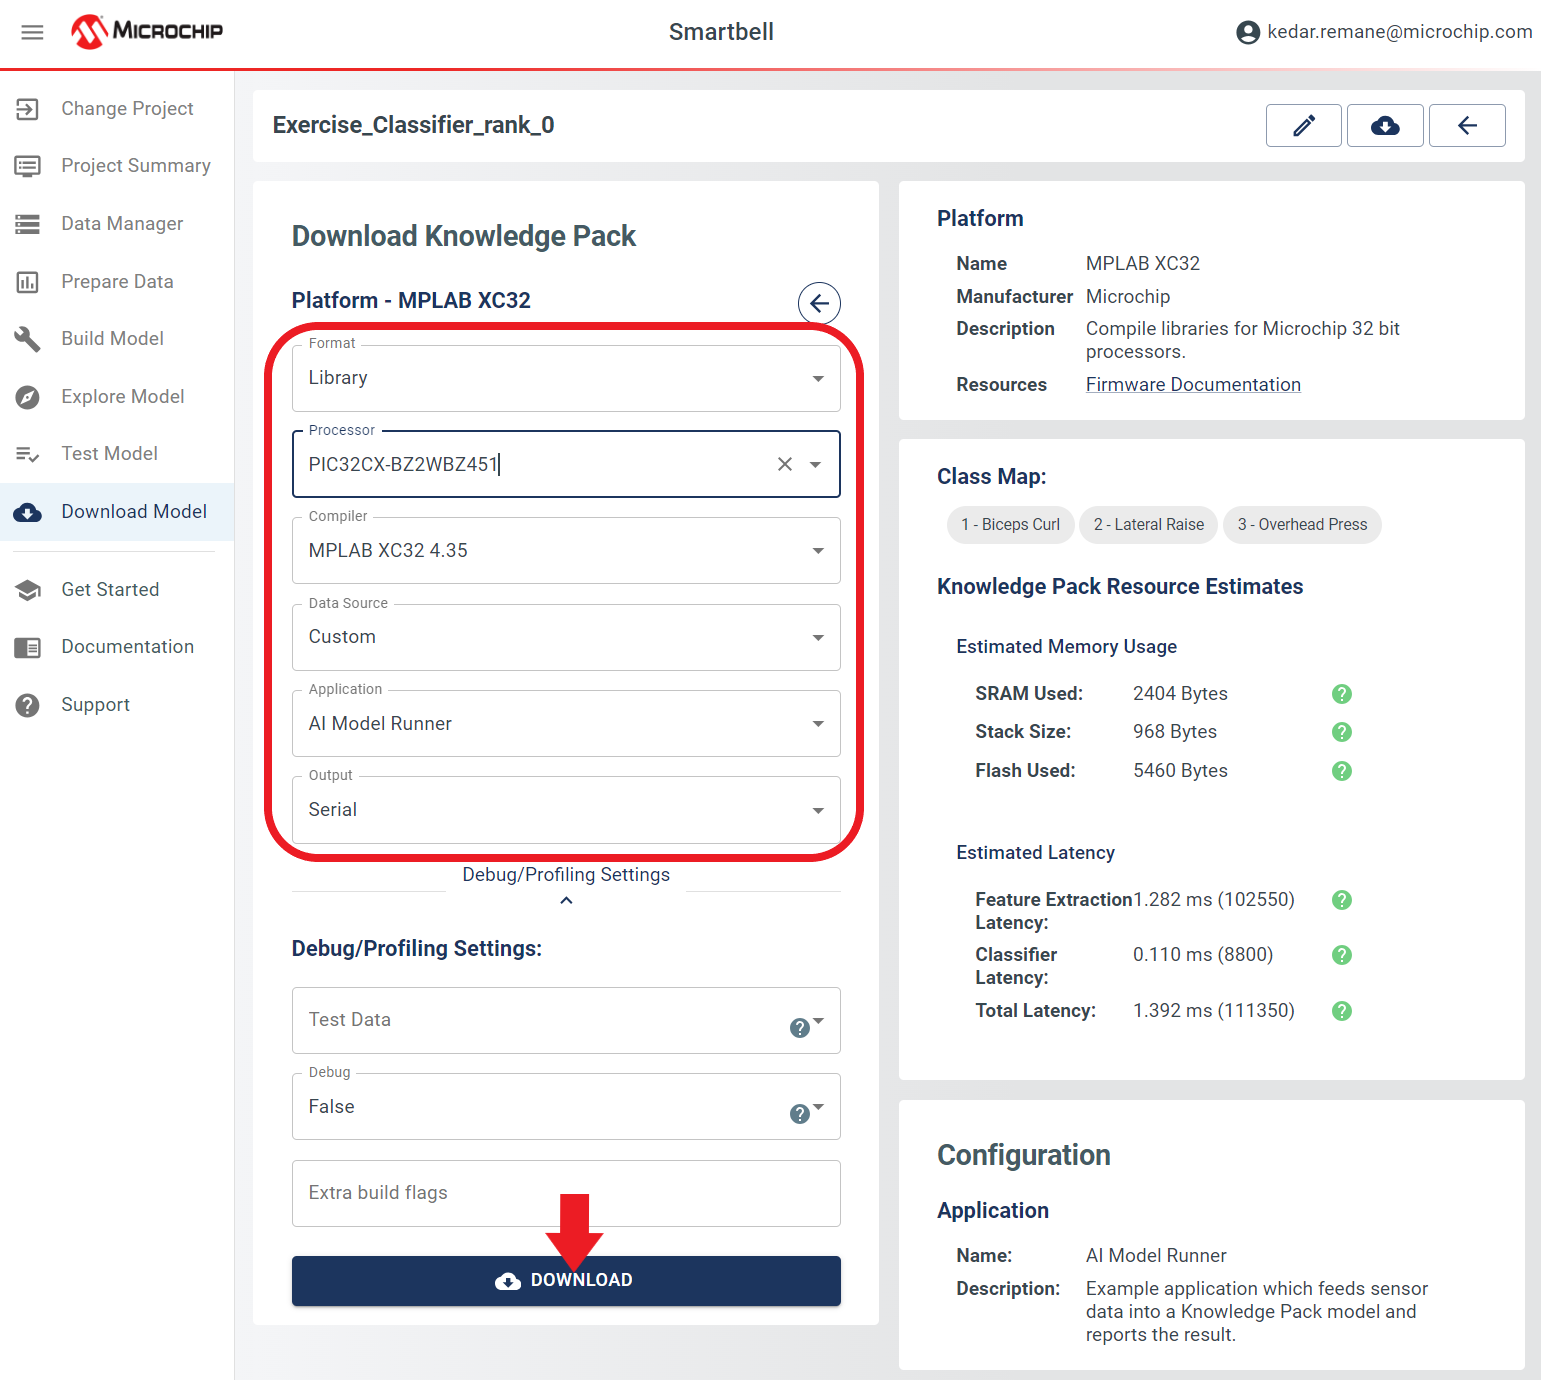 MICROCHIP
Smartbell
kedar.remane@microchip.com
Change Project
Project Summary
Data Manager
Prepare Data
Build Model
Explore Model
Test Model
Download Model
Get Started
Documentation
Support
Exercise_Classifier_rank_0
Download Knowledge Pack
Platform - MPLAB XC32
Format
Library
Processor
PIC32CX-BZ2WBZ451
Compiler
MPLAB XC32 4.35
Data Source
Custom
Application
AI Model Runner
Output
Serial
Debug/Profiling Settings
Debug/Profiling Settings:
Test Data
Debug
False
Extra build flags
DOWNLOAD
Platform
Name MPLAB XC32
Manufacturer Microchip
Description Compile libraries for Microchip 32 bit
processors.
Resources Firmware Documentation
Class Map:
1 - Biceps Curl 2 - Lateral Raise 3 - Overhead Press
Knowledge Pack Resource Estimates
Estimated Memory Usage
SRAM Used: 2404 Bytes
Stack Size: 968 Bytes
Flash Used: 5460 Bytes
Estimated Latency
Feature Extraction 1.282 ms (102550)
Latency:
Classifier 0.110 ms (8800)
Latency:
Total Latency: 1.392 ms (111350)
Configuration
Application
Name: AI Model Runner
Description: Example application which feeds sensor
data into a Knowledge Pack model and
reports the result.